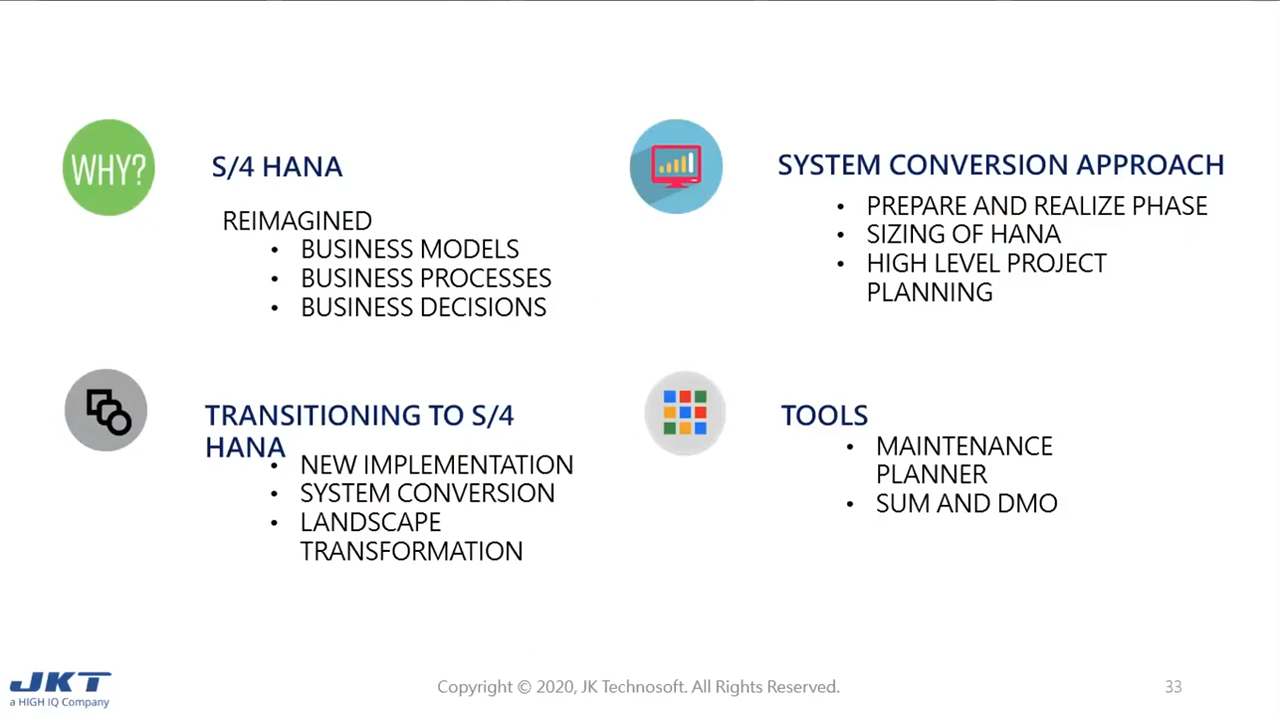 WHY?
S/4 HANA
REIMAGINED
• BUSINESS MODELS
• BUSINESS PROCESSES
• BUSINESS DECISIONS
SYSTEM CONVERSION APPROACH
• PREPARE AND REALIZE PHASE
• SIZING OF HANA
• HIGH LEVEL PROJECT
PLANNING
TRANSITIONING TO S/4
HANA
• NEW IMPLEMENTATION
• SYSTEM CONVERSION
• LANDSCAPE
TRANSFORMATION
TOOLS
• MAINTENANCE
PLANNER
• SUM AND DMO
JKT
a HIGH IQ Company
Copyright © 2020, JK Technosoft. All Rights Reserved.
33